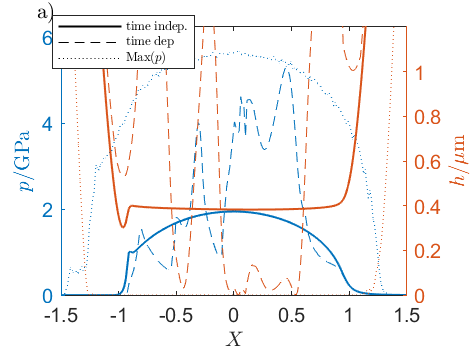 a)
time indep.
time dep
Max(p)
6
4
2
0
p/GPa
1
0.8
0.6
0.4
0.2
0
h/μm
-1.5
-1
-0.5
0
0.5
1
1.5
X